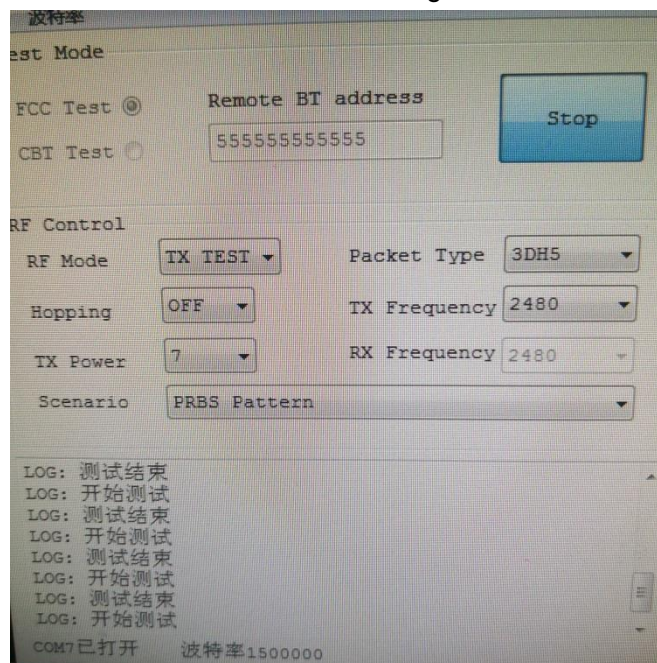 波特率
est Mode
FCC Test
Remote BT address
Stop
CBT Test
555555555555
RF Control
RF Mode
TX TEST
Packet Type
3DH5
Hopping
OFF
TX Frequency
2480
TX Power
7
RX Frequency
2480
Scenario
PRBS Pattern
LOG: 测试结束
LOG: 开始测试
LOG: 测试结束
LOG: 开始测试
LOG: 测试结束
LOG: 开始测试
LOG: 测试结束
LOG: 开始测试
COM7已打开 波特率1500000